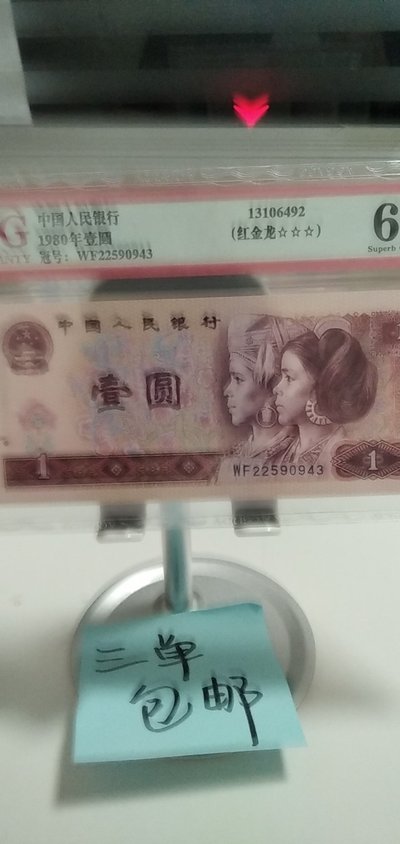 G 中国人民银行 13106492 6
1980年壹圆 (红金龙☆☆☆)
NTY 冠号: WF22590943 Superb
中国人民银行
壹圆
WF22590943
1 1
三单
包邮